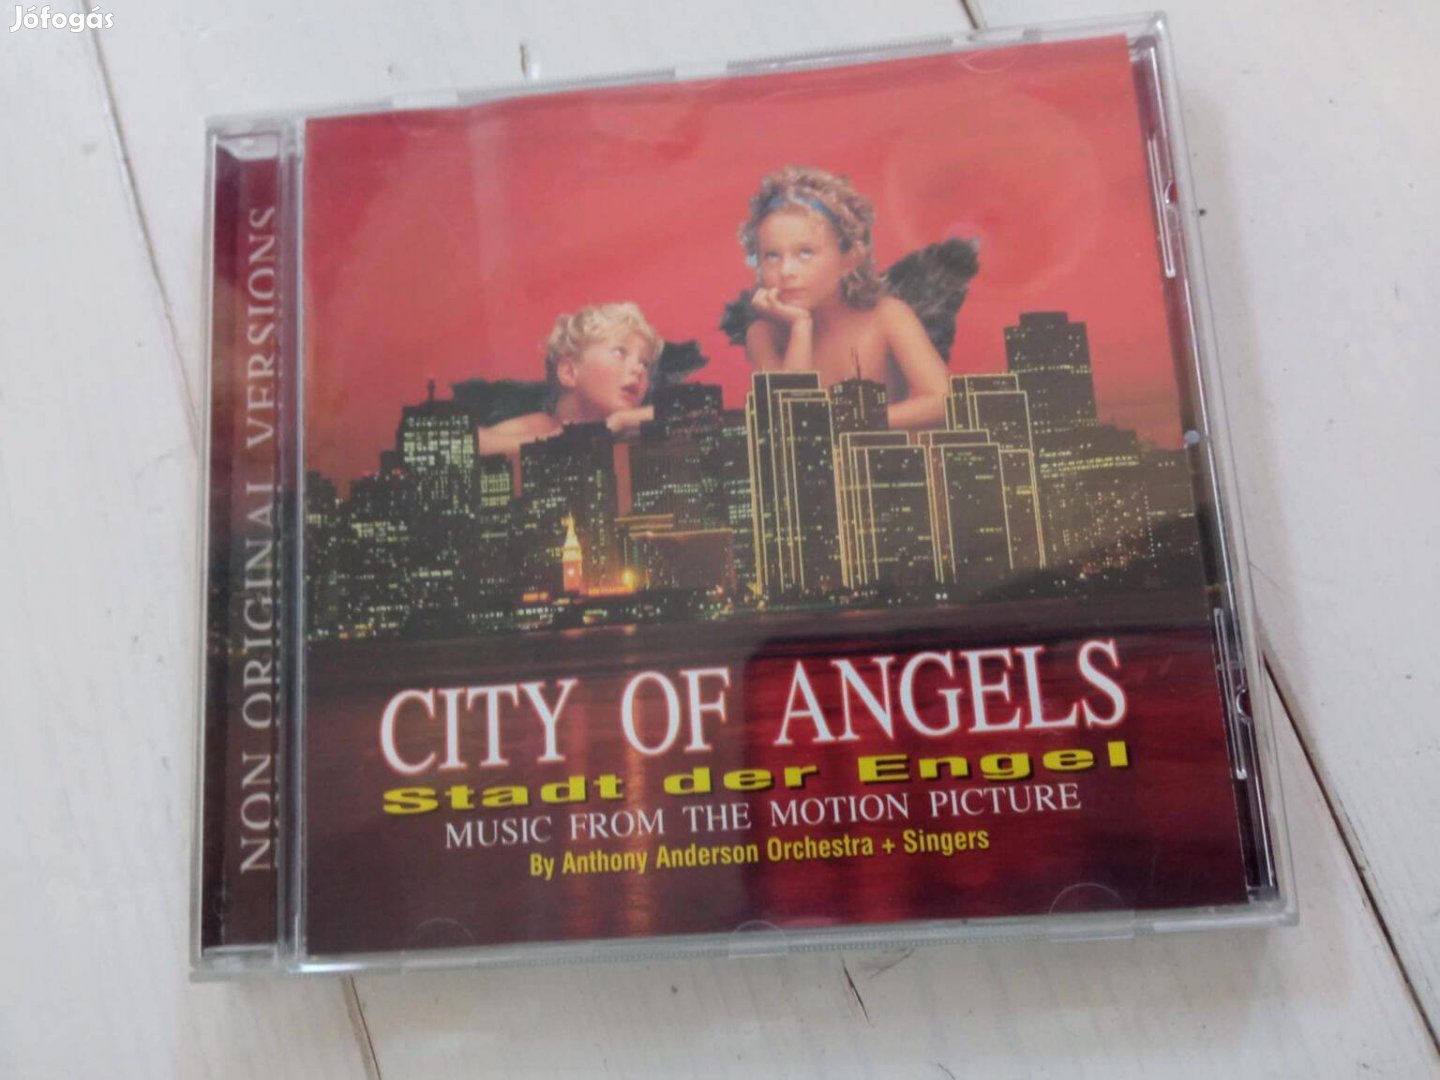 Jófogás
NON ORIGINAL VERSIONS
CITY OF ANGELS
Stadt der Engel
MUSIC FROM THE MOTION PICTURE
By Anthony Anderson Orchestra + Singers